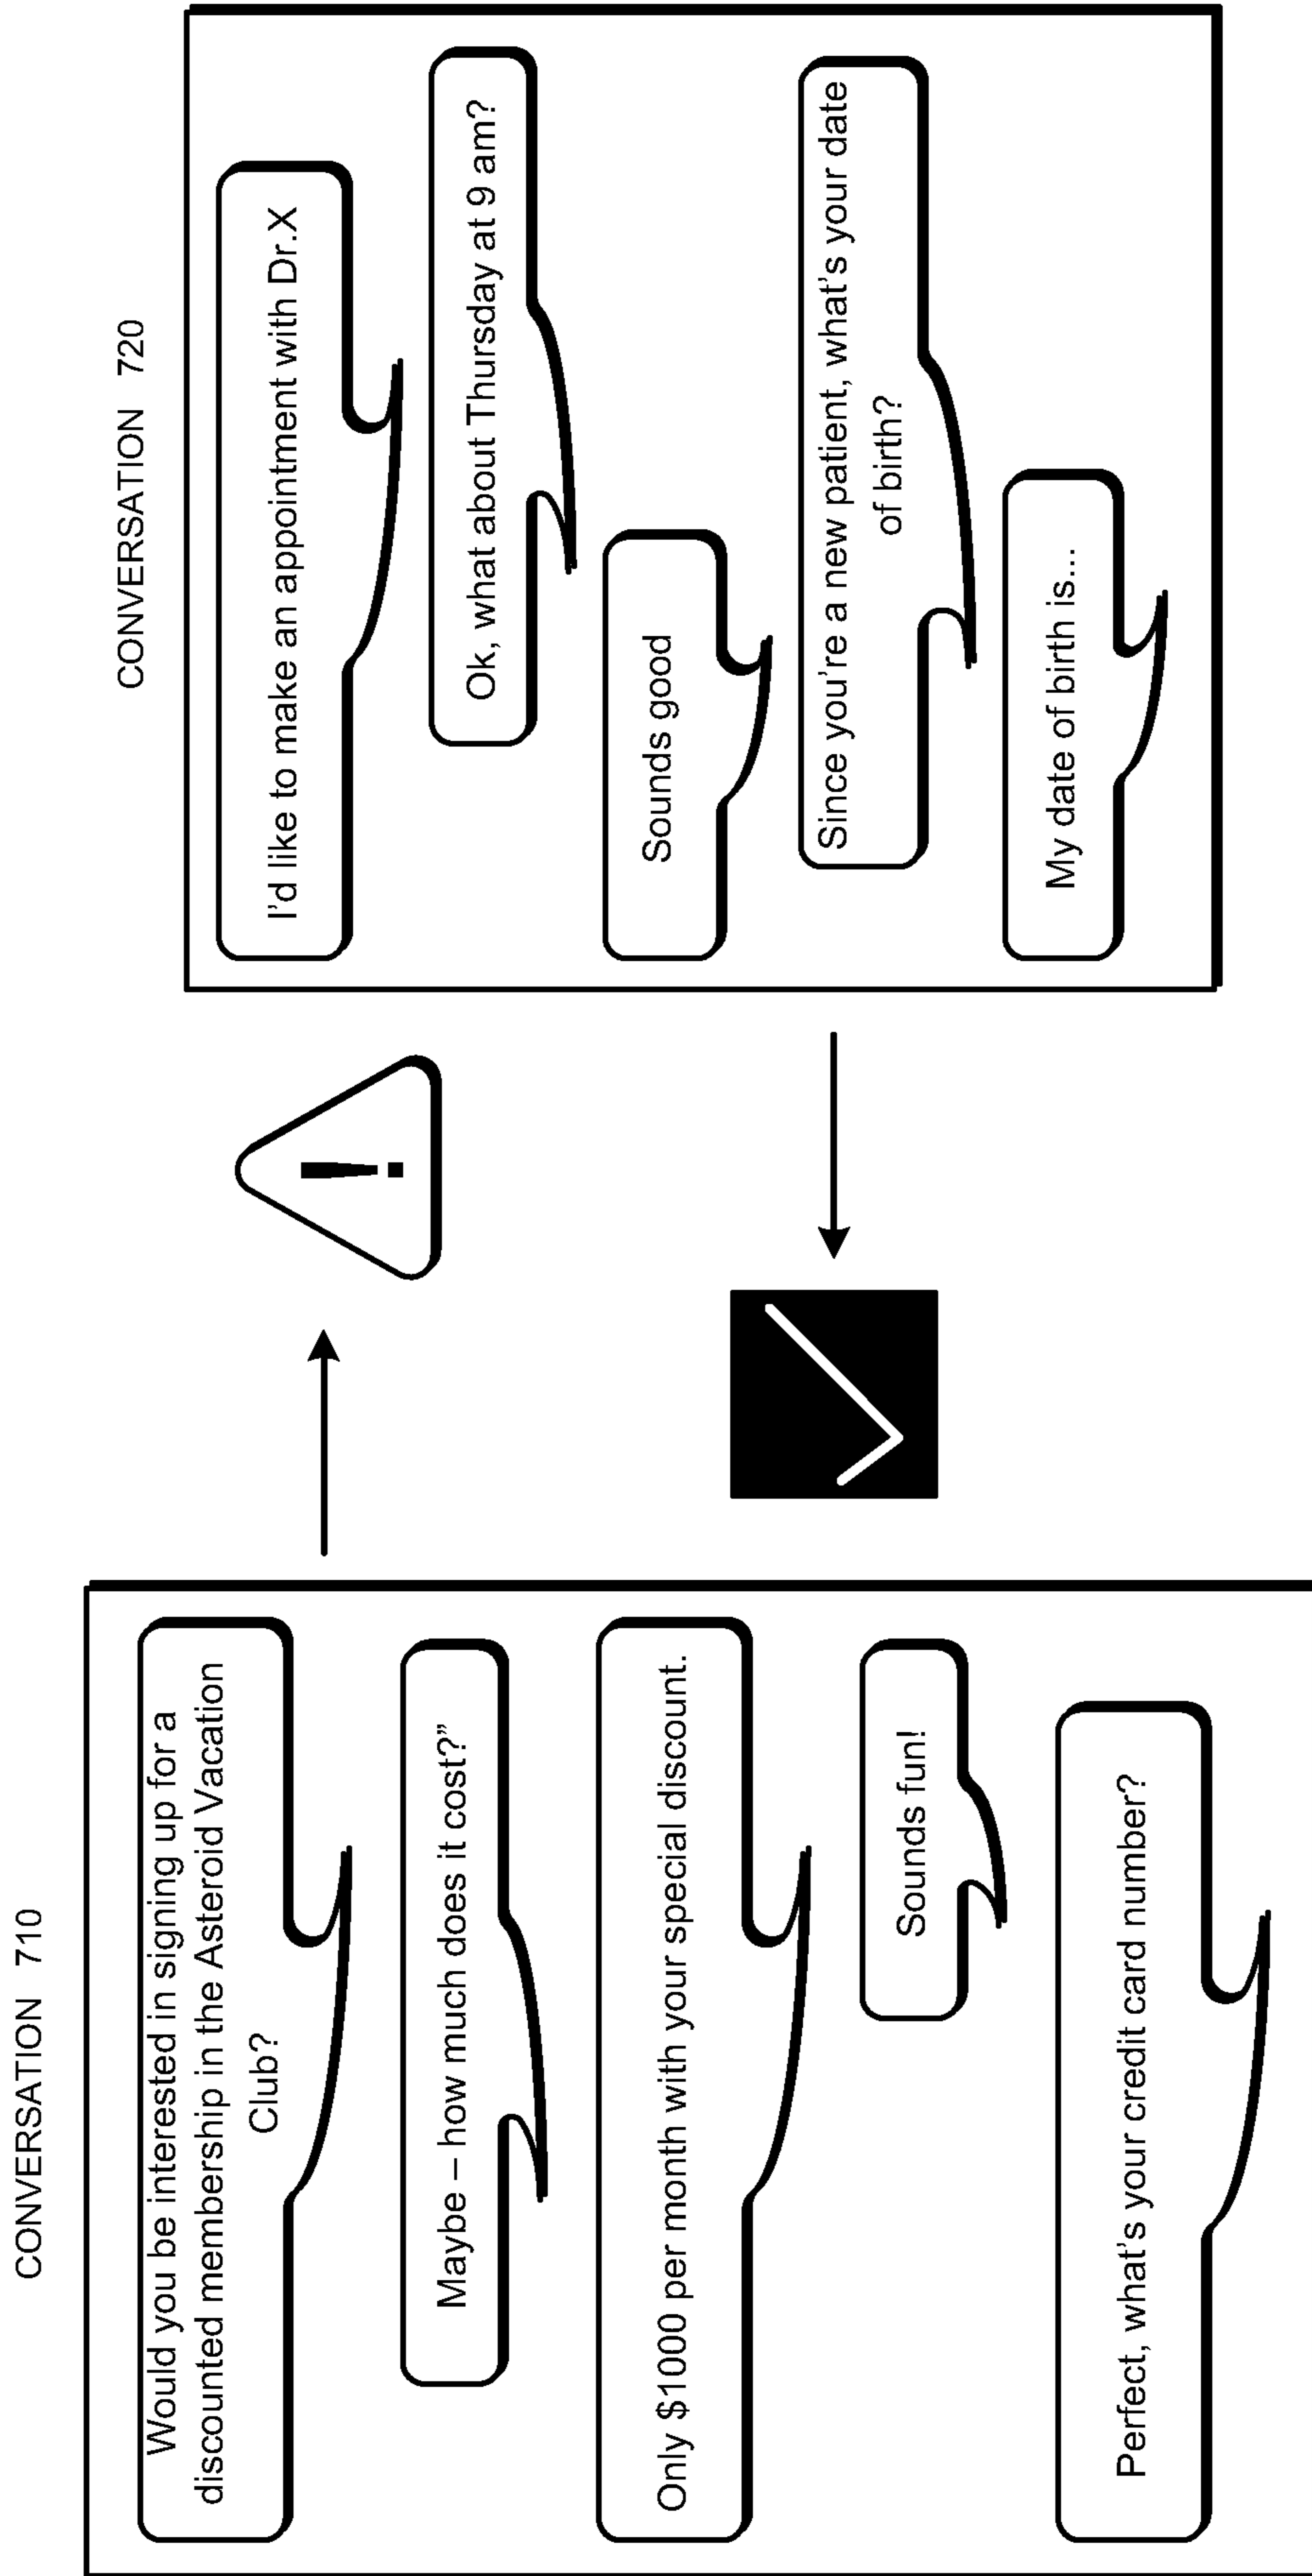 CONVERSATION 710
Would you be interested in signing up for a
discounted membership in the Asteroid Vacation
Club?
Maybe – how much does it cost?”
Only $1000 per month with your special discount.
Sounds fun!
Perfect, what's your credit card number?
!
CONVERSATION 720
I'd like to make an appointment with Dr.X
Ok, what about Thursday at 9 am?
Sounds good
Since you're a new patient, what's your date
of birth?
My date of birth is...